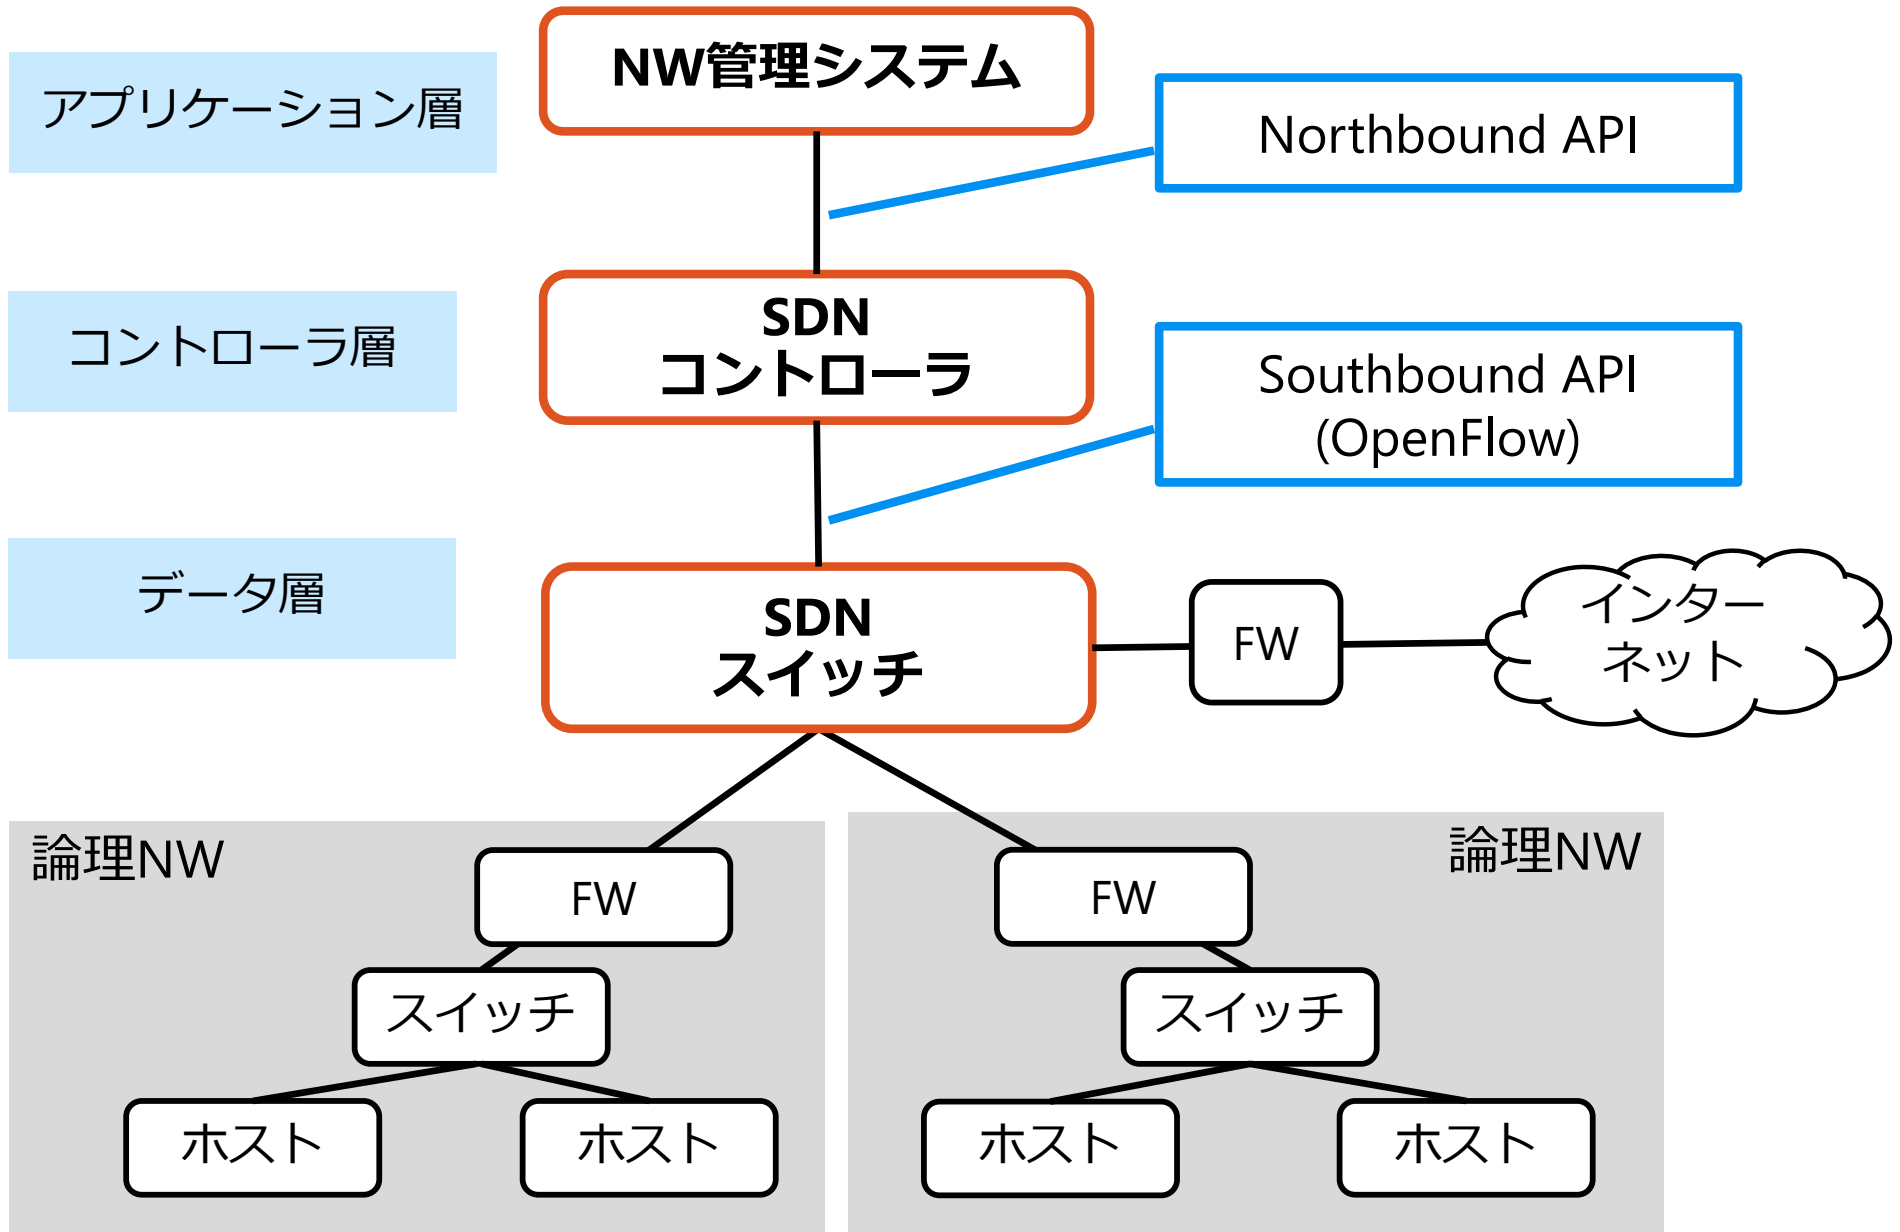 NW管理システム
アプリケーション層
Northbound API
SDN
コントローラ
コントローラ層
Southbound API
(OpenFlow)
データ層
SDN
スイッチ
FW
インター
ネット
論理NW
FW
スイッチ
ホスト
ホスト
論理NW
FW
スイッチ
ホスト
ホスト